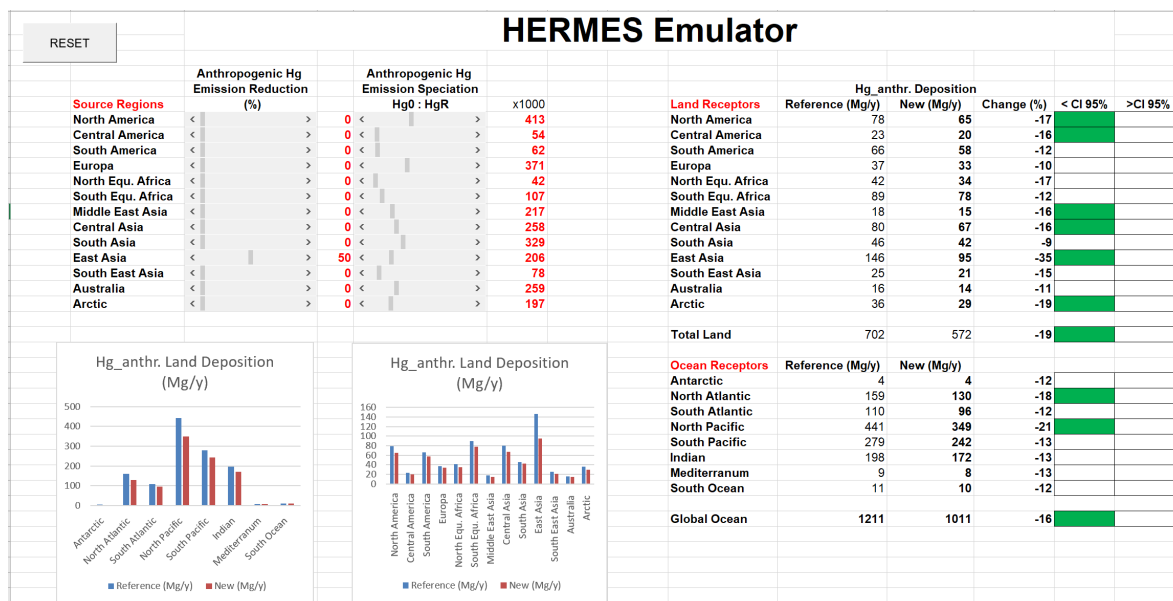 HERMES Emulator
RESET
Anthropogenic Hg Emission Reduction (%)
Anthropogenic Hg Emission Speciation Hg0 : HgR
Source Regions x1000
North America < > 0 < > 413
Central America < > 0 < > 54
South America < > 0 < > 62
Europa < > 0 < > 371
North Equ. Africa < > 0 < > 42
South Equ. Africa < > 0 < > 107
Middle East Asia < > 0 < > 217
Central Asia < > 0 < > 258
South Asia < > 0 < > 329
East Asia < > 50 < > 206
South East Asia < > 0 < > 78
Australia < > 0 < > 259
Arctic < > 0 < > 197
Hg_anthr. Deposition
Land Receptors Reference (Mg/y) New (Mg/y) Change (%) < CI 95% >CI 95%
North America 78 65 -17
Central America 23 20 -16
South America 66 58 -12
Europa 37 33 -10
North Equ. Africa 42 34 -17
South Equ. Africa 89 78 -12
Middle East Asia 18 15 -16
Central Asia 80 67 -16
South Asia 46 42 -9
East Asia 146 95 -35
South East Asia 25 21 -15
Australia 16 14 -11
Arctic 36 29 -19
Total Land 702 572 -19
Ocean Receptors Reference (Mg/y) New (Mg/y)
Antarctic 4 4 -12
North Atlantic 159 130 -18
South Atlantic 110 96 -12
North Pacific 441 349 -21
South Pacific 279 242 -13
Indian 198 172 -13
Mediterranum 9 8 -13
South Ocean 11 10 -12
Global Ocean 1211 1011 -16
Hg_anthr. Land Deposition
(Mg/y)
500
400
300
200
100
0
Antarctic
North Atlantic
South Atlantic
North Pacific
South Pacific
Indian
Mediterranum
South Ocean
Reference (Mg/y) New (Mg/y)
Hg_anthr. Land Deposition
(Mg/y)
160
140
120
100
80
60
40
20
0
North America
Central America
South America
Europa
North Equ. Africa
South Equ. Africa
Middle East Asia
Central Asia
South Asia
East Asia
South East Asia
Australia
Arctic
Reference (Mg/y) New (Mg/y)